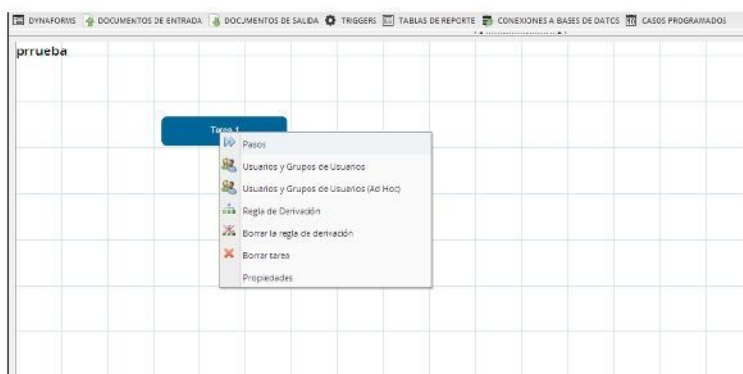 DYNAFORMS DOCUMENTOS DE ENTRADA DOCUMENTOS DE SALIDA TRIGGERS TABLAS DE REPORTE CONEXIONES A BASES DE DATOS CASOS PROGRAMADOS
prrueba
Tarea 1
Pasos
Usuarios y Grupos de Usuarios
Usuarios y Grupos de Usuarios (Ad Hoc)
Regla de Derivación
Borrar la regla de derivación
Borrar tarea
Propiedades